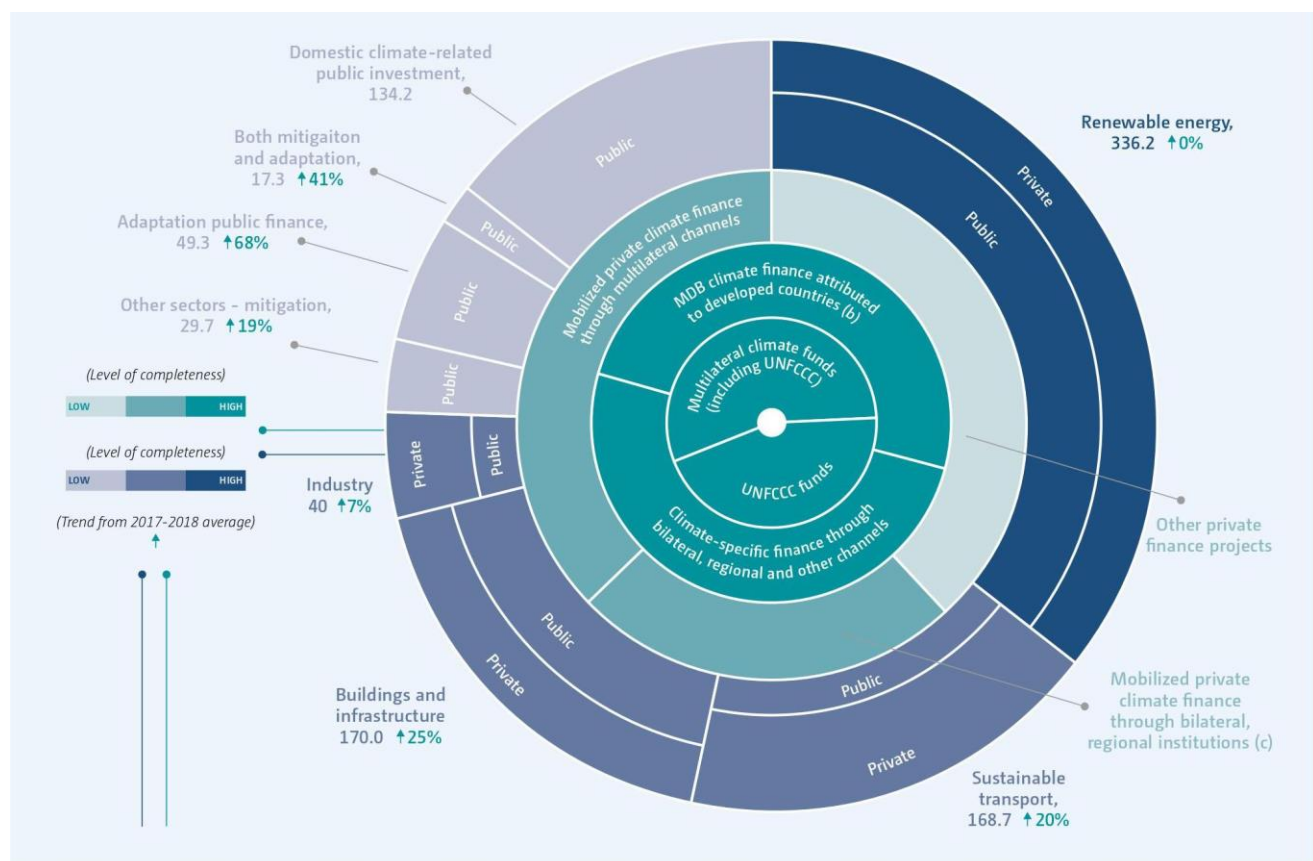 Domestic climate-related
public investment,
134.2
Both mitigaiton
and adaptation,
17.3 ↑41%
Adaptation public finance,
49.3 ↑68%
Other sectors - mitigation,
29.7 ↑19%
(Level of completeness)
LOW HIGH
(Level of completeness)
LOW HIGH
(Trend from 2017-2018 average)
↑
Industry
40 ↑7%
Buildings and
infrastructure
170.0 ↑25%
Sustainable
transport,
168.7 ↑20%
Mobilized private
climate finance
through bilateral,
regional institutions (c)
Other private
finance projects
Renewable energy,
336.2 ↑0%
Public
Public
Public
Public
Private
Public
Public
Private
Public
Private
Public
Private
Mobilized private climate finance
through multilateral channels
MDB climate finance attributed
to developed countries (b)
Multilateral climate funds
(including UNFCCC)
UNFCCC funds
Climate-specific finance through
bilateral, regional and other channels